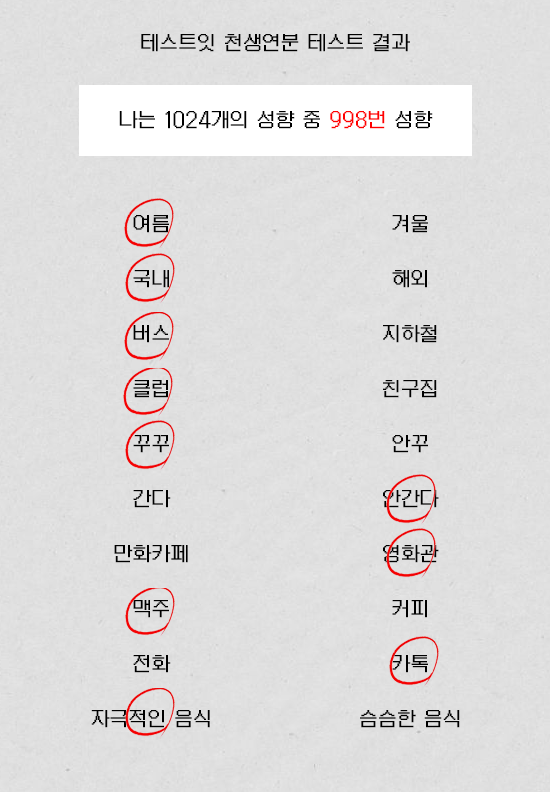 테스트잇 천생연분 테스트 결과
나는 1024개의 성향 중 998번 성향
여름 겨울
국내 해외
버스 지하철
클럽 친구집
꾸꾸 안꾸
간다 안간다
만화카페 영화관
맥주 커피
전화 카톡
자극적인 음식 슴슴한 음식